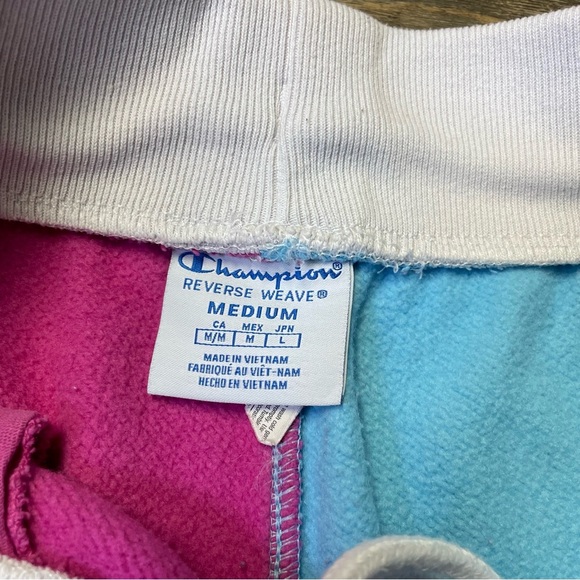 Champion®
REVERSE WEAVE®
MEDIUM
CA MEX JPN
M/M M L
MADE IN VIETNAM
FABRIQUÉ AU VIÊT-NAM
HECHO EN VIETNAM